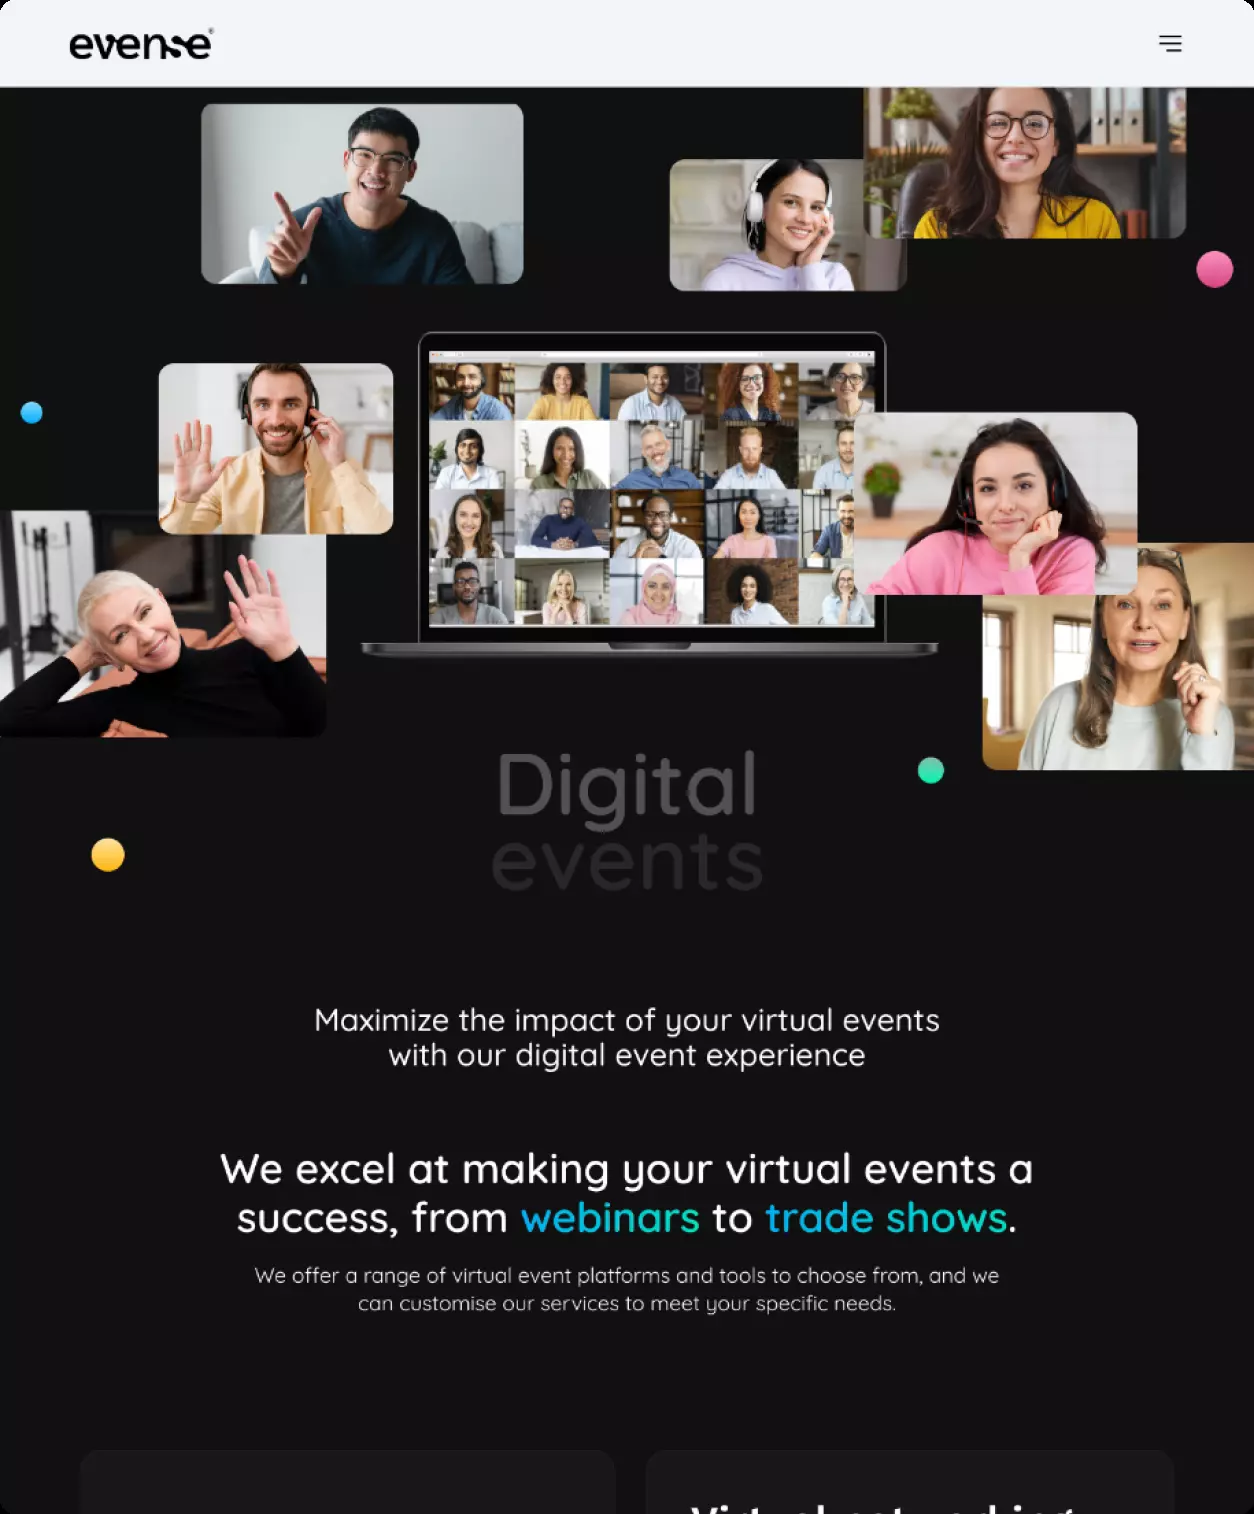 evense®
Digital
events
Maximize the impact of your virtual events
with our digital event experience
We excel at making your virtual events a
success, from webinars to trade shows.
We offer a range of virtual event platforms and tools to choose from, and we
can customise our services to meet your specific needs.
Virtual networking